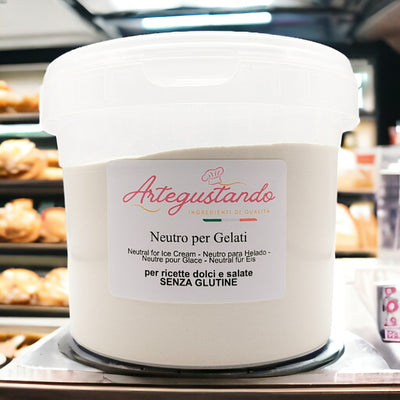 Artegustando
INGREDIENTI DI QUALITÀ
Neutro per Gelati
Neutral for Ice Cream - Neutro para Helado -
Neutre pour Glace - Neutral für Eis
per ricette dolci e salate
SENZA GLUTINE